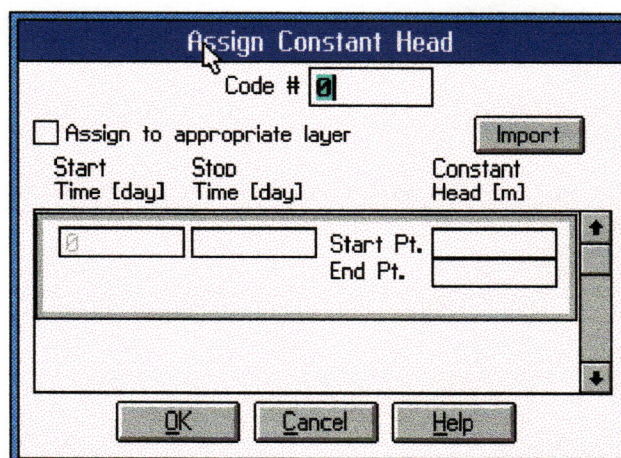 Assign Constant Head
Code # 0
Assign to appropriate layer Import
Start Stop Constant
Time [day] Time [day] Head [m]
0 Start Pt.
End Pt.
OK Cancel Help